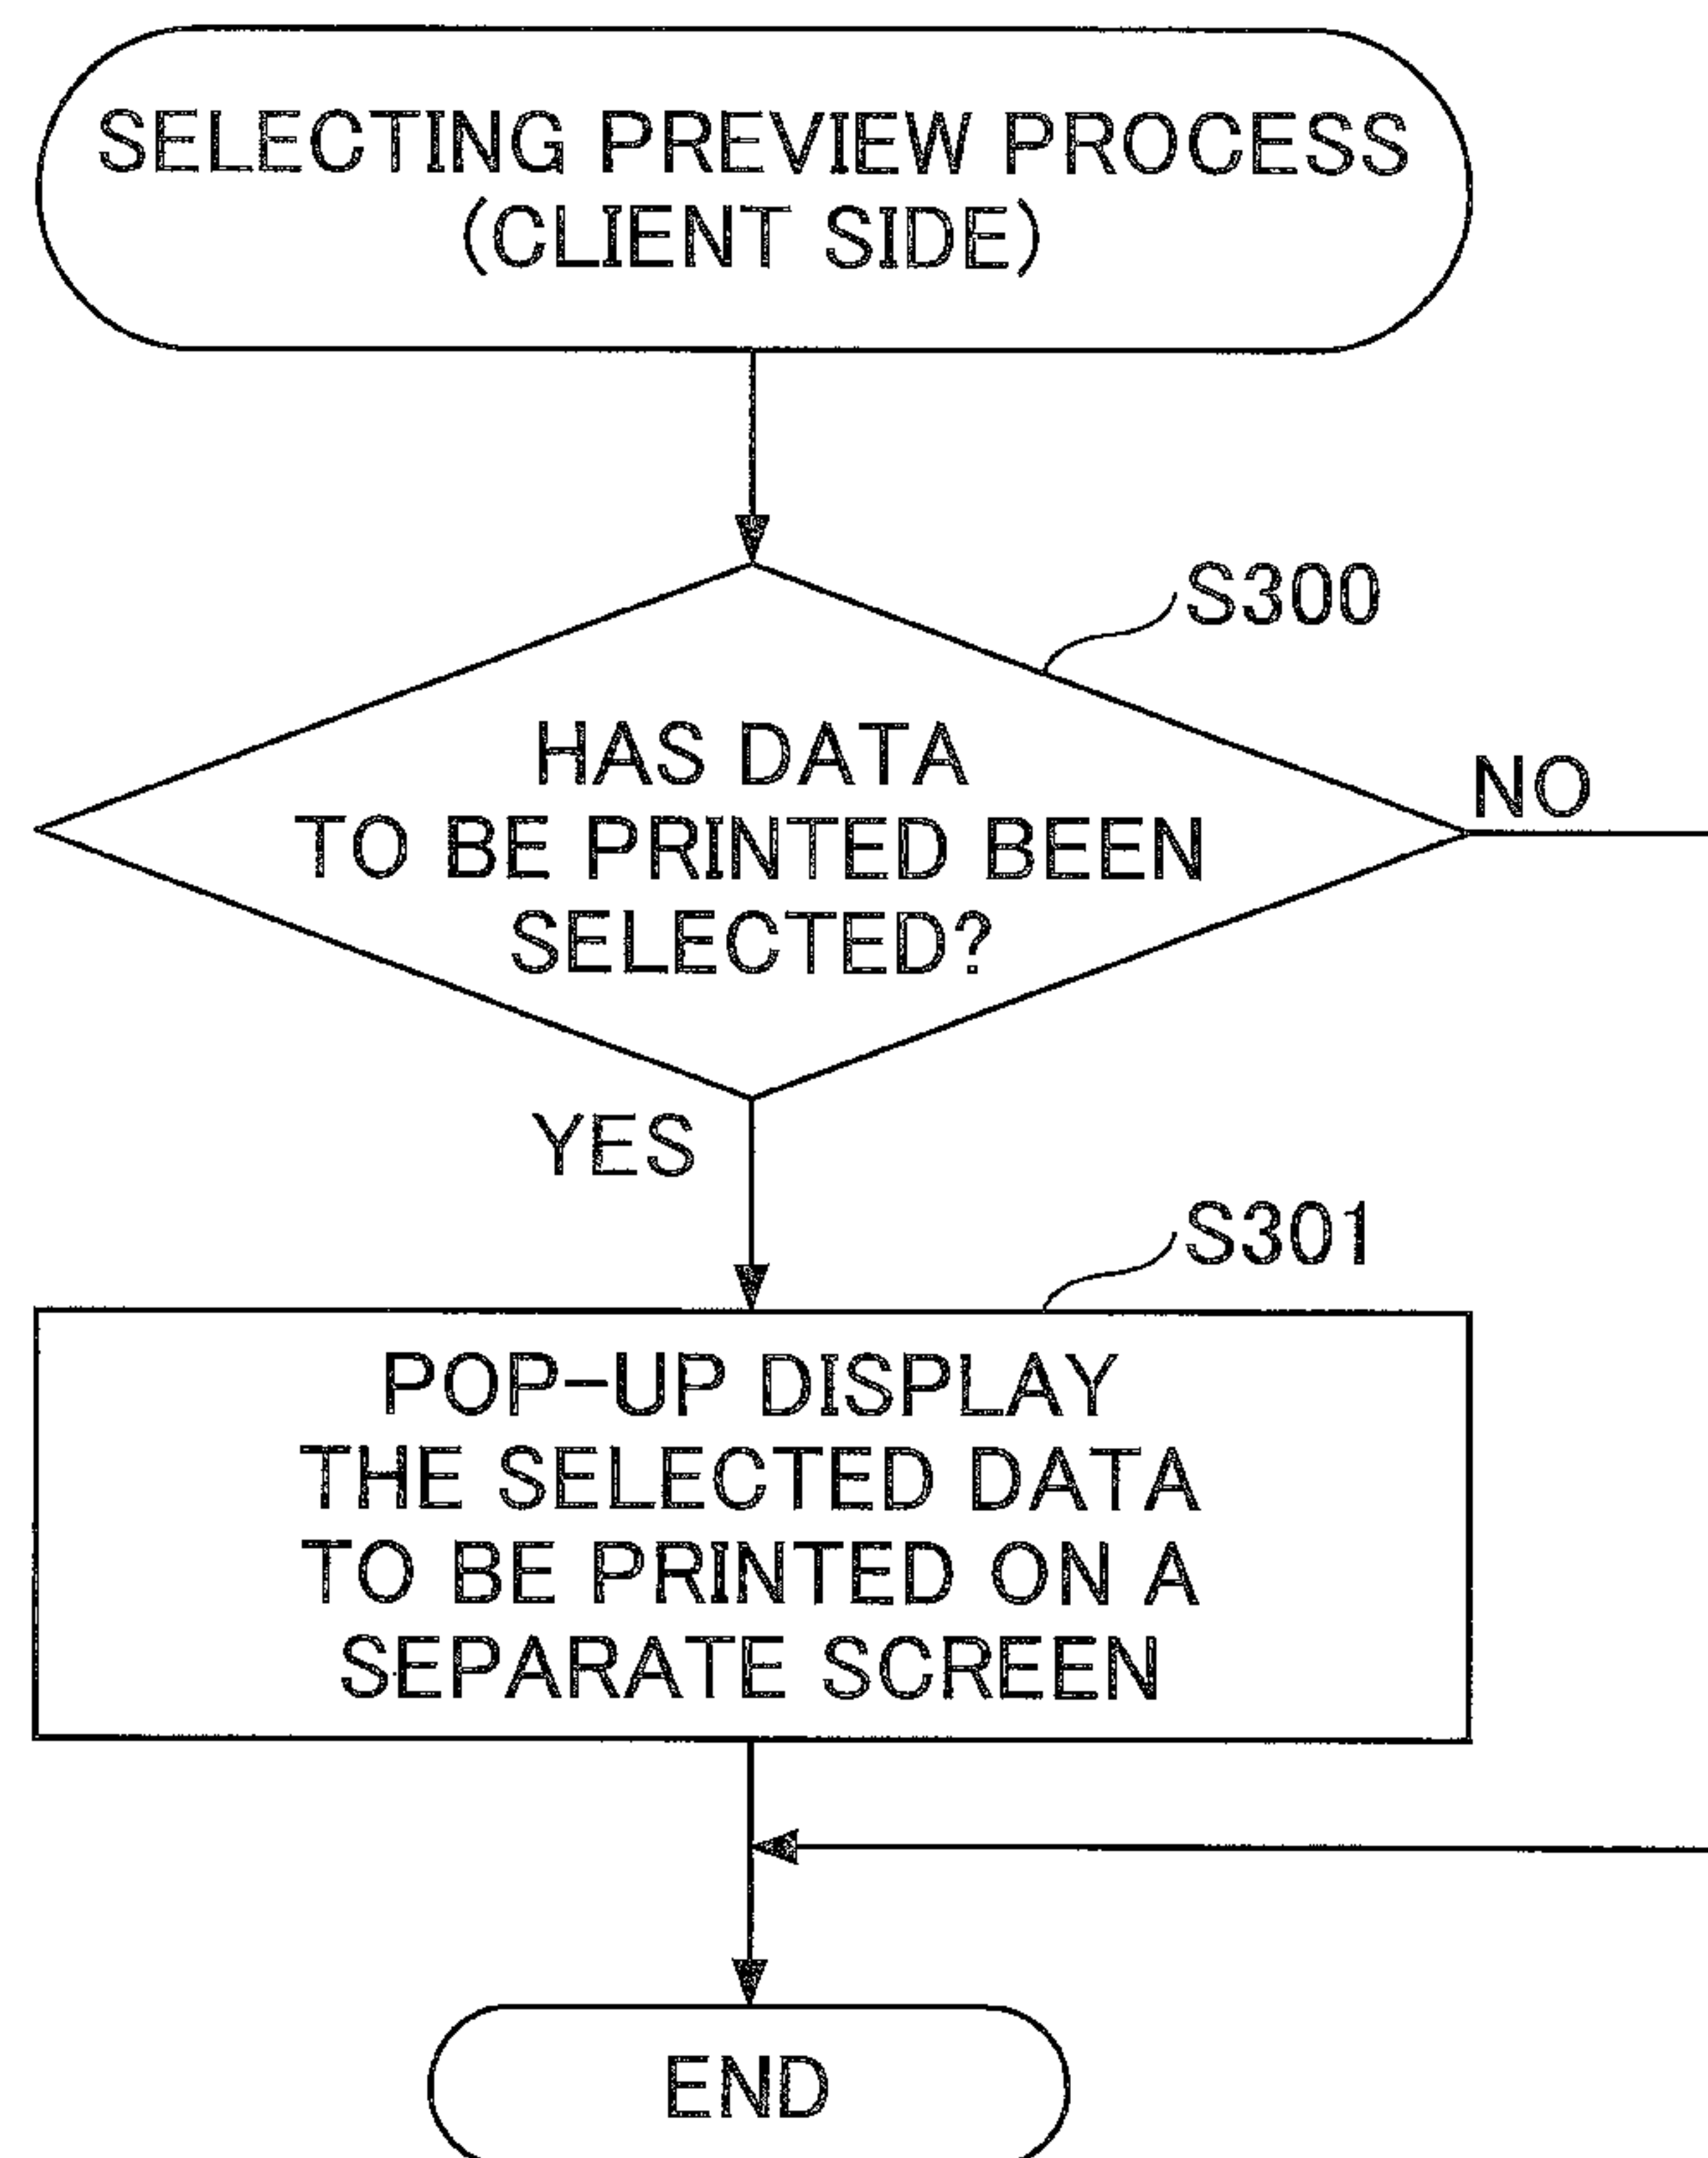 SELECTING PREVIEW PROCESS
(CLIENT SIDE)
S300
HAS DATA
TO BE PRINTED BEEN
SELECTED?
NO
YES
S301
POP-UP DISPLAY
THE SELECTED DATA
TO BE PRINTED ON A
SEPARATE SCREEN
END